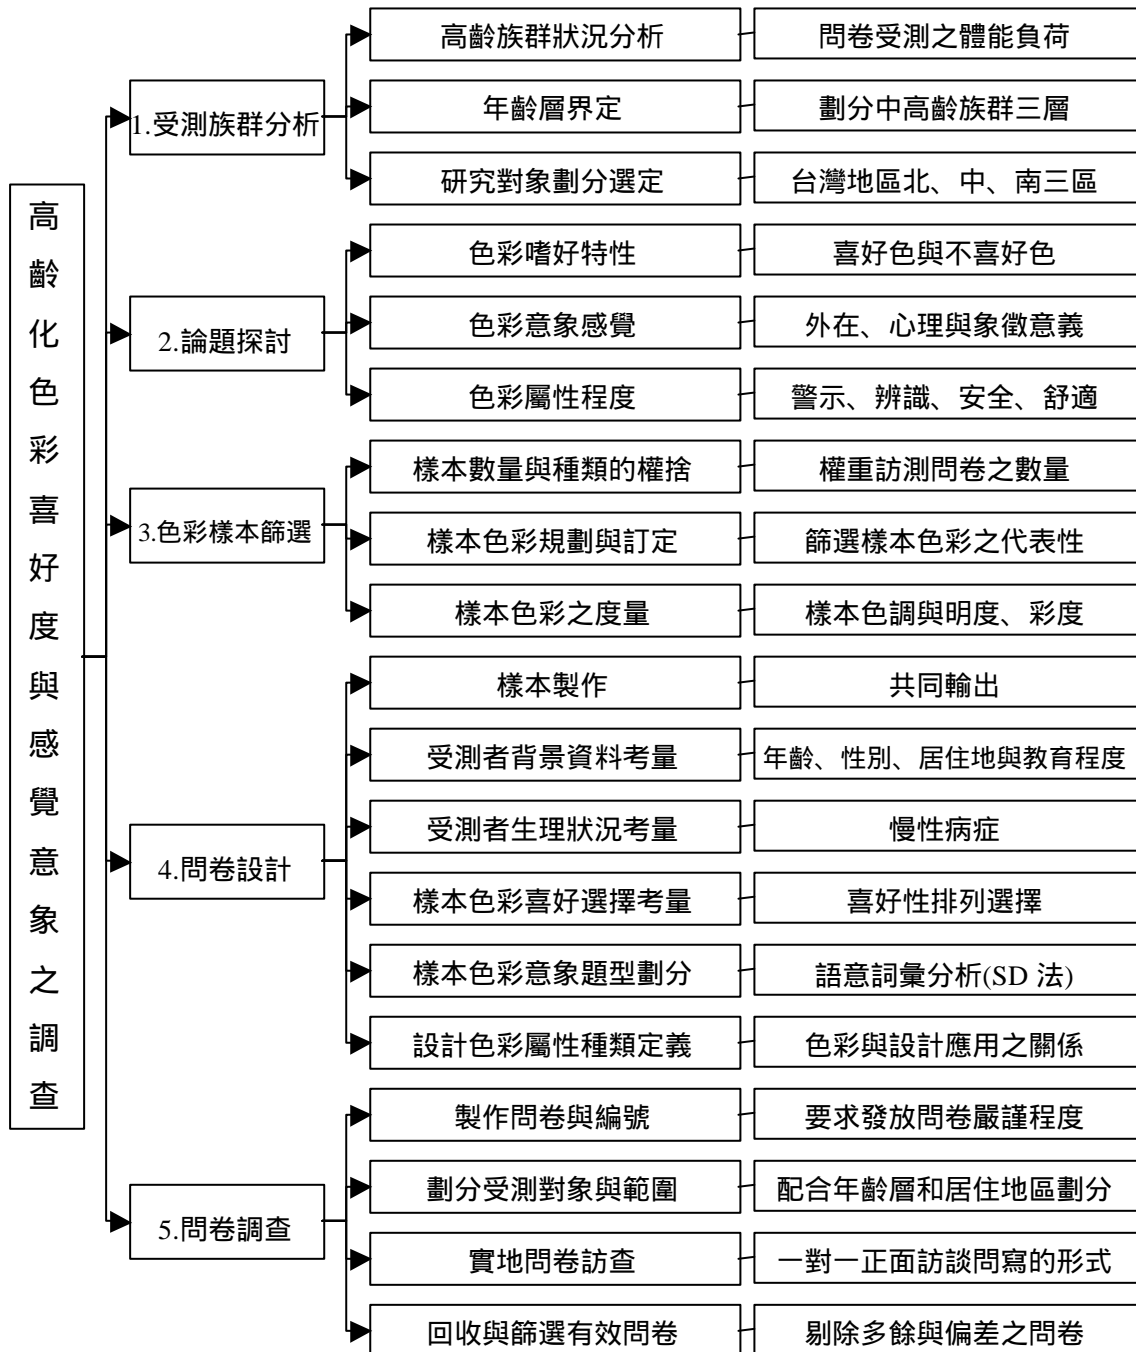 高齡化色彩喜好度與感覺意象之調查
1.受測族群分析
高齡族群狀況分析
問卷受測之體能負荷
年齡層界定
劃分中高齡族群三層
研究對象劃分選定
台灣地區北、中、南三區
2.論題探討
色彩嗜好特性
喜好色與不喜好色
色彩意象感覺
外在、心理與象徵意義
色彩屬性程度
警示、辨識、安全、舒適
3.色彩樣本篩選
樣本數量與種類的權捨
權重訪測問卷之數量
樣本色彩規劃與訂定
篩選樣本色彩之代表性
樣本色彩之度量
樣本色調與明度、彩度
4.問卷設計
樣本製作
共同輸出
受測者背景資料考量
年齡、性別、居住地與教育程度
受測者生理狀況考量
慢性病症
樣本色彩喜好選擇考量
喜好性排列選擇
樣本色彩意象題型劃分
語意詞彙分析(SD 法)
設計色彩屬性種類定義
色彩與設計應用之關係
5.問卷調查
製作問卷與編號
要求發放問卷嚴謹程度
劃分受測對象與範圍
配合年齡層和居住地區劃分
實地問卷訪查
一對一正面訪談問寫的形式
回收與篩選有效問卷
剔除多餘與偏差之問卷